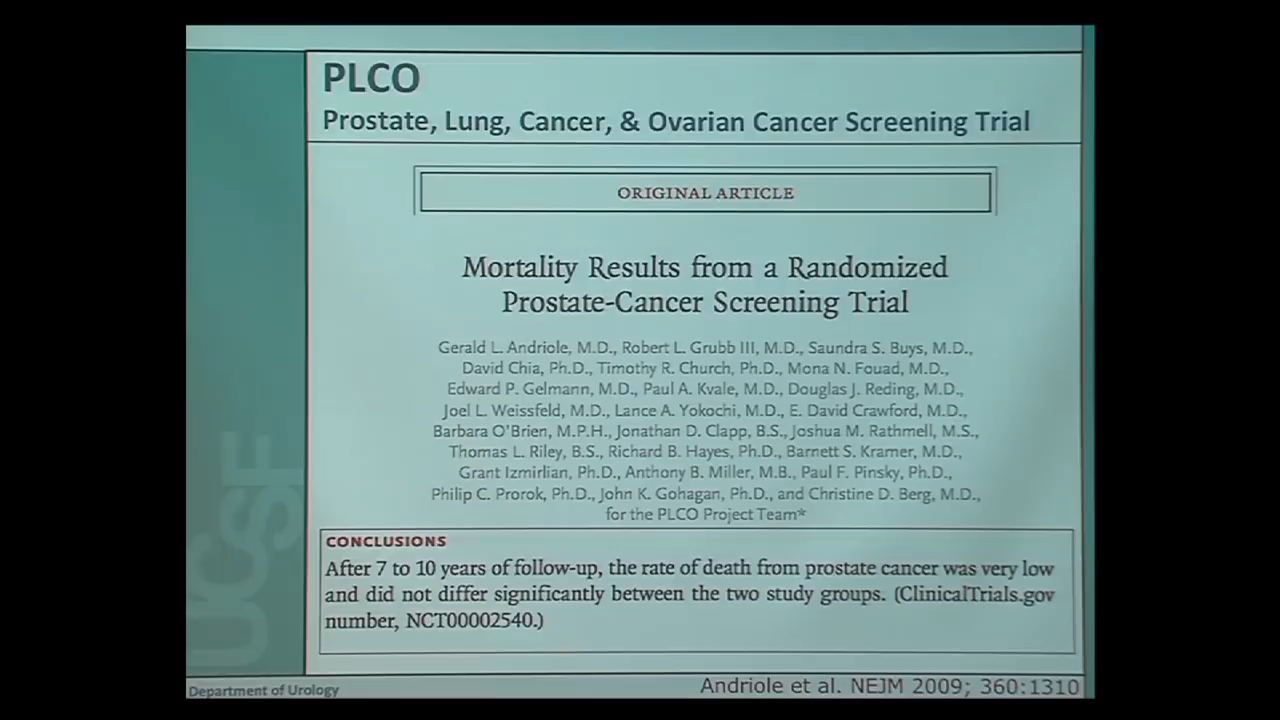 PLCO
Prostate, Lung, Cancer, & Ovarian Cancer Screening Trial
ORIGINAL ARTICLE
Mortality Results from a Randomized
Prostate-Cancer Screening Trial
Gerald L. Andriole, M.D., Robert L. Grubb III, M.D., Saundra S. Buys, M.D.,
David Chia, Ph.D., Timothy R. Church, Ph.D., Mona N. Fouad, M.D.,
Edward P. Gelmann, M.D., Paul A. Kvale, M.D., Douglas J. Reding, M.D.,
Joel L. Weissfeld, M.D., Lance A. Yokochi, M.D., E. David Crawford, M.D.,
Barbara O'Brien, M.P.H., Jonathan D. Clapp, B.S., Joshua M. Rathmell, M.S.,
Thomas L. Riley, B.S., Richard B. Hayes, Ph.D., Barnett S. Kramer, M.D.,
Grant Izmirlian, Ph.D., Anthony B. Miller, M.B., Paul F. Pinsky, Ph.D.,
Philip C. Prorok, Ph.D., John K. Gohagan, Ph.D., and Christine D. Berg, M.D.,
for the PLCO Project Team*
CONCLUSIONS
After 7 to 10 years of follow-up, the rate of death from prostate cancer was very low
and did not differ significantly between the two study groups. (ClinicalTrials.gov
number, NCT00002540.)
UCSF
Department of Urology
Andriole et al. NEJM 2009; 360:1310